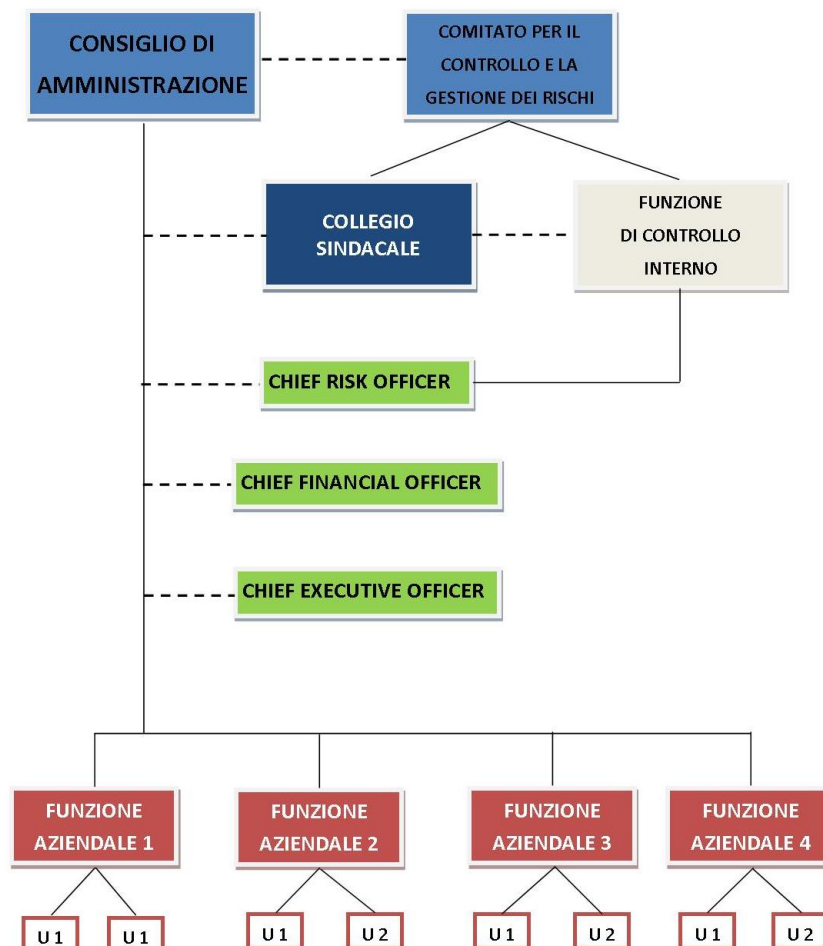 CONSIGLIO DI
AMMINISTRAZIONE
COMITATO PER IL
CONTROLLO E LA
GESTIONE DEI RISCHI
COLLEGIO
SINDACALE
FUNZIONE
DI CONTROLLO
INTERNO
CHIEF RISK OFFICER
CHIEF FINANCIAL OFFICER
CHIEF EXECUTIVE OFFICER
FUNZIONE
AZIENDALE 1
FUNZIONE
AZIENDALE 2
FUNZIONE
AZIENDALE 3
FUNZIONE
AZIENDALE 4
U 1
U 1
U 1
U 2
U 1
U 2
U 1
U 2